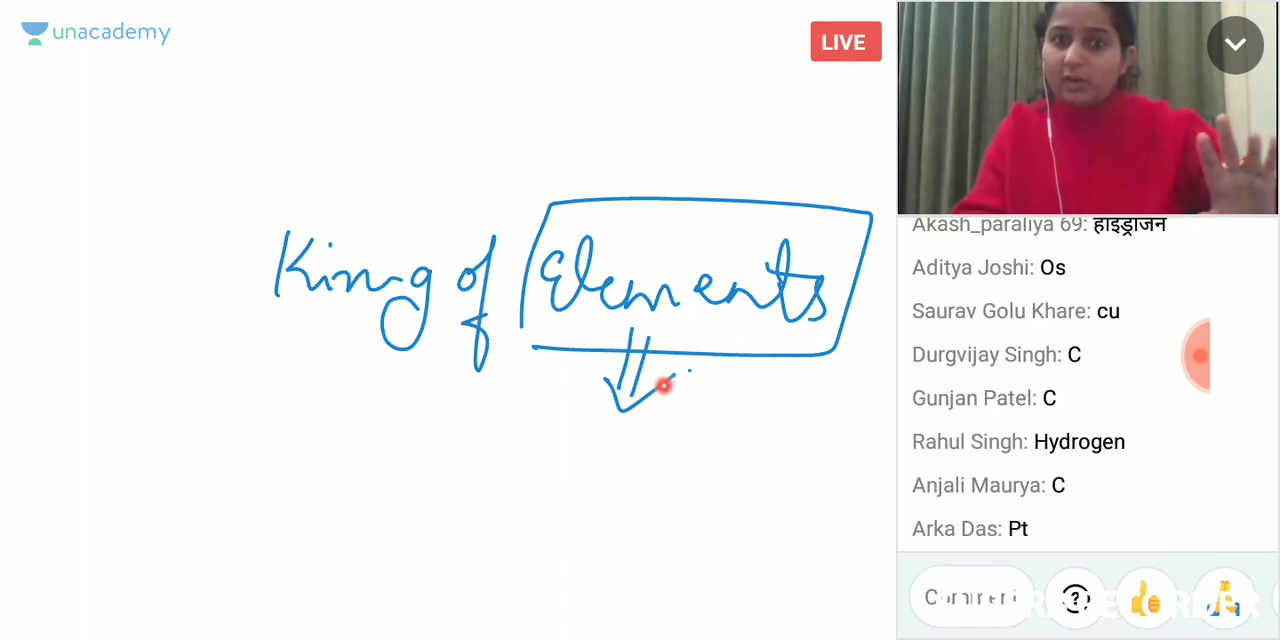 unacademy
LIVE
King of Elements
Akash_paraliya 69: हाइड्रोजन
Aditya Joshi: Os
Saurav Golu Khare: cu
Durgvijay Singh: C
Gunjan Patel: C
Rahul Singh: Hydrogen
Anjali Maurya: C
Arka Das: Pt